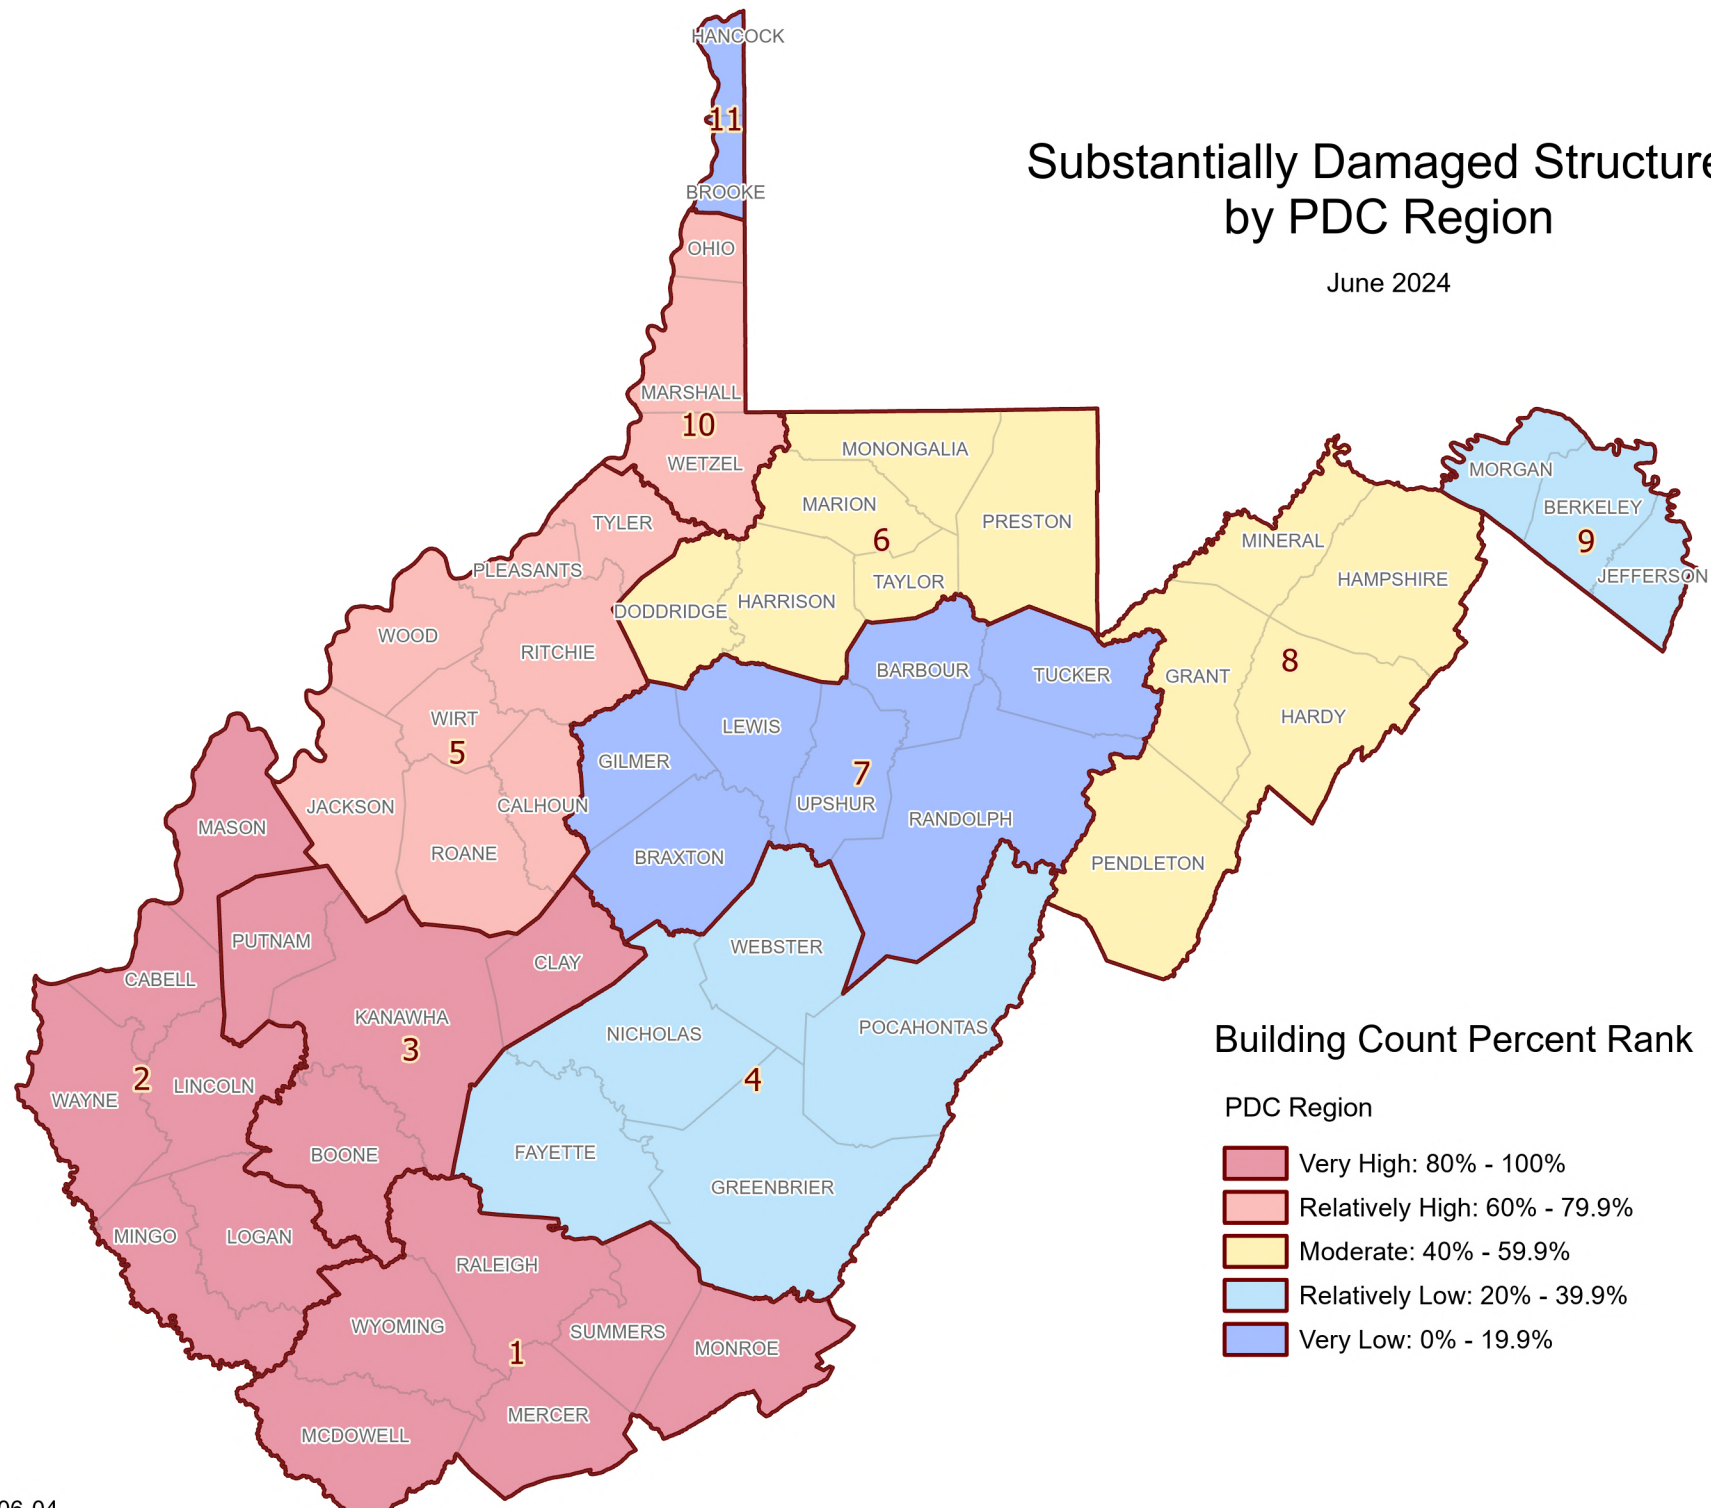 HANCOCK
11
BROOKE
Substantially Damaged Structure
by PDC Region
June 2024
OHIO
MARSHALL
10
WETZEL
MONONGALIA
MARION
PRESTON
6
TAYLOR
TYLER
PLEASANTS
DODDRIDGE
HARRISON
WOOD
RITCHIE
MORGAN
BERKELEY
9
JEFFERSON
MINERAL
HAMPSHIRE
8
GRANT
HARDY
BARBOUR
TUCKER
WIRT
5
LEWIS
GILMER
7
UPSHUR
RANDOLPH
JACKSON
CALHOUN
MASON
ROANE
BRAXTON
PENDLETON
PUTNAM
WEBSTER
CLAY
CABELL
KANAWHA
3
NICHOLAS
POCAHONTAS
2
LINCOLN
WAYNE
4
BOONE
FAYETTE
GREENBRIER
MINGO
LOGAN
RALEIGH
WYOMING
SUMMERS
1
MONROE
MERCER
MCDOWELL
Building Count Percent Rank
PDC Region
Very High: 80% - 100%
Relatively High: 60% - 79.9%
Moderate: 40% - 59.9%
Relatively Low: 20% - 39.9%
Very Low: 0% - 19.9%